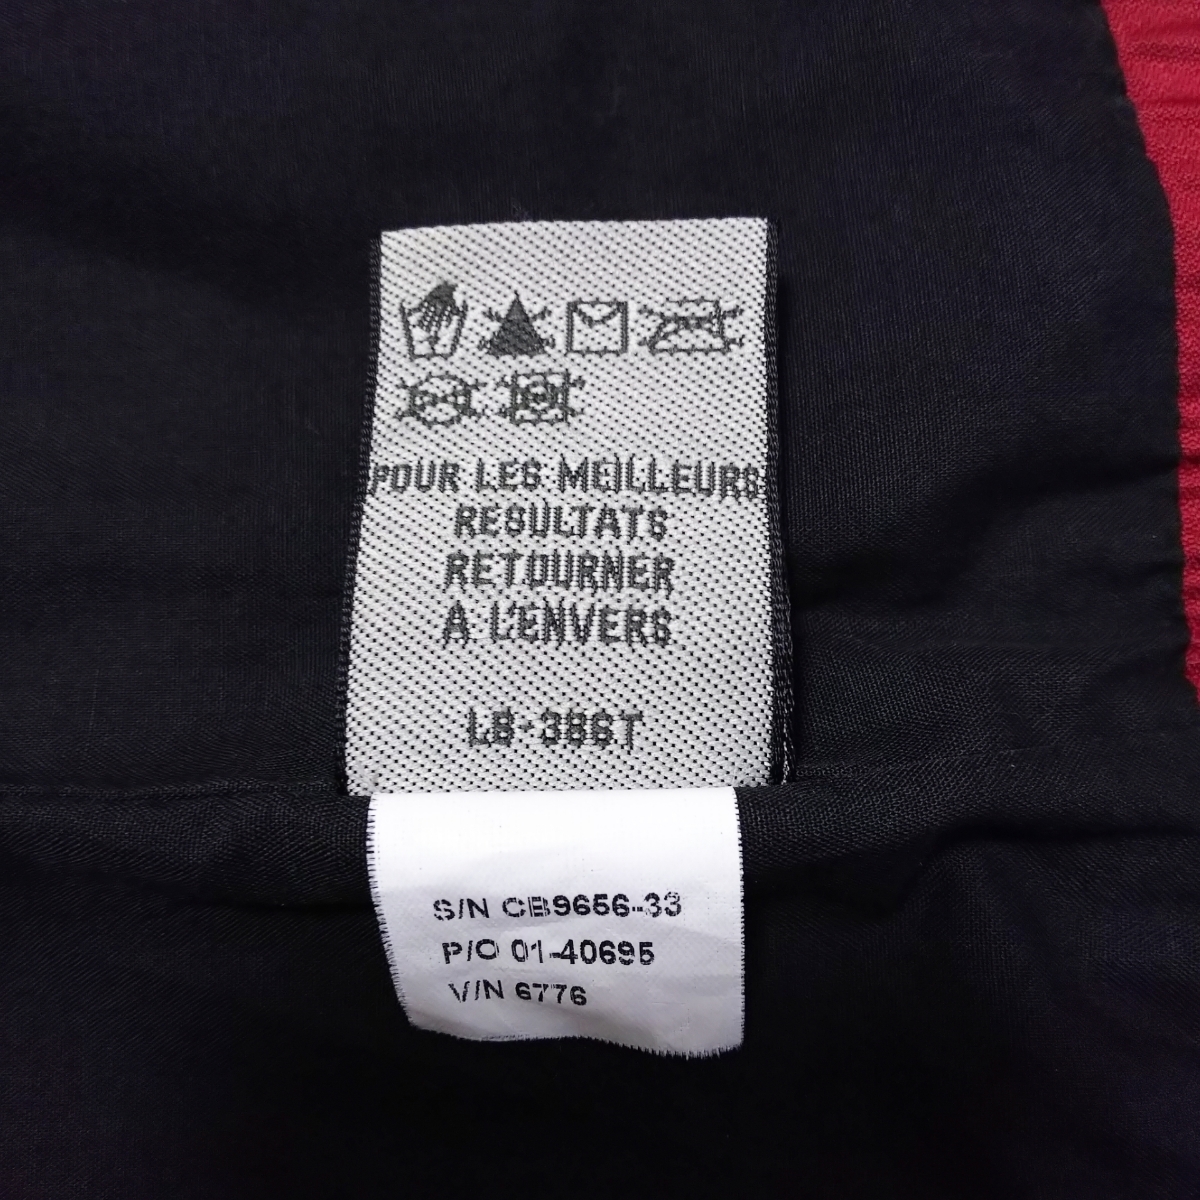 POUR LES MEILLEURS
RESULTATS
RETOURNER
A L'ENVERS
LB-386T
S/N CB9656-33
P/O 01-40695
V/N 6776